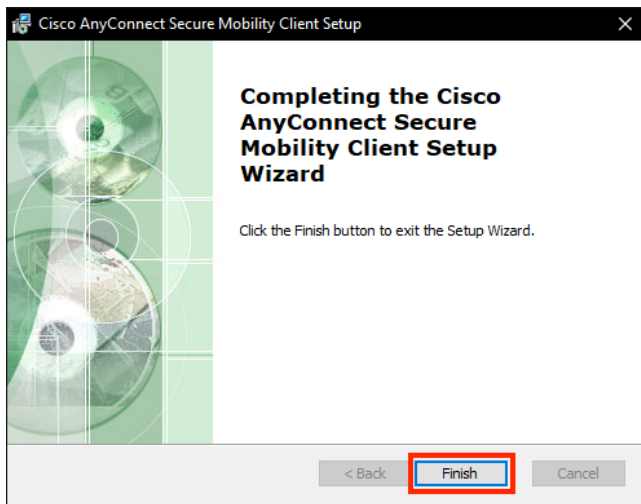 Cisco AnyConnect Secure Mobility Client Setup
Completing the Cisco
AnyConnect Secure
Mobility Client Setup
Wizard
Click the Finish button to exit the Setup Wizard.
< Back Finish Cancel